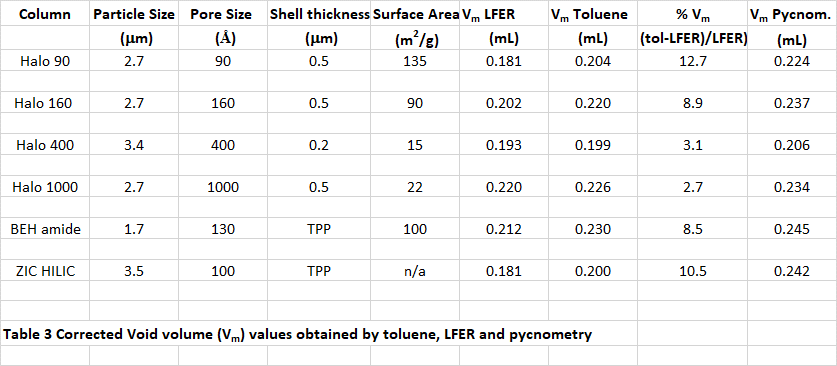 Column Particle Size Pore Size Shell thickness Surface Area Vm LFER Vm Toluene % Vm Vm Pycnom.
(μm) (Å) (μm) (m²/g) (mL) (mL) (tol-LFER)/LFER) (mL)
Halo 90 2.7 90 0.5 135 0.181 0.204 12.7 0.224
Halo 160 2.7 160 0.5 90 0.202 0.220 8.9 0.237
Halo 400 3.4 400 0.2 15 0.193 0.199 3.1 0.206
Halo 1000 2.7 1000 0.5 22 0.220 0.226 2.7 0.234
BEH amide 1.7 130 TPP 100 0.212 0.230 8.5 0.245
ZIC HILIC 3.5 100 TPP n/a 0.181 0.200 10.5 0.242
Table 3 Corrected Void volume (Vm) values obtained by toluene, LFER and pycnometry